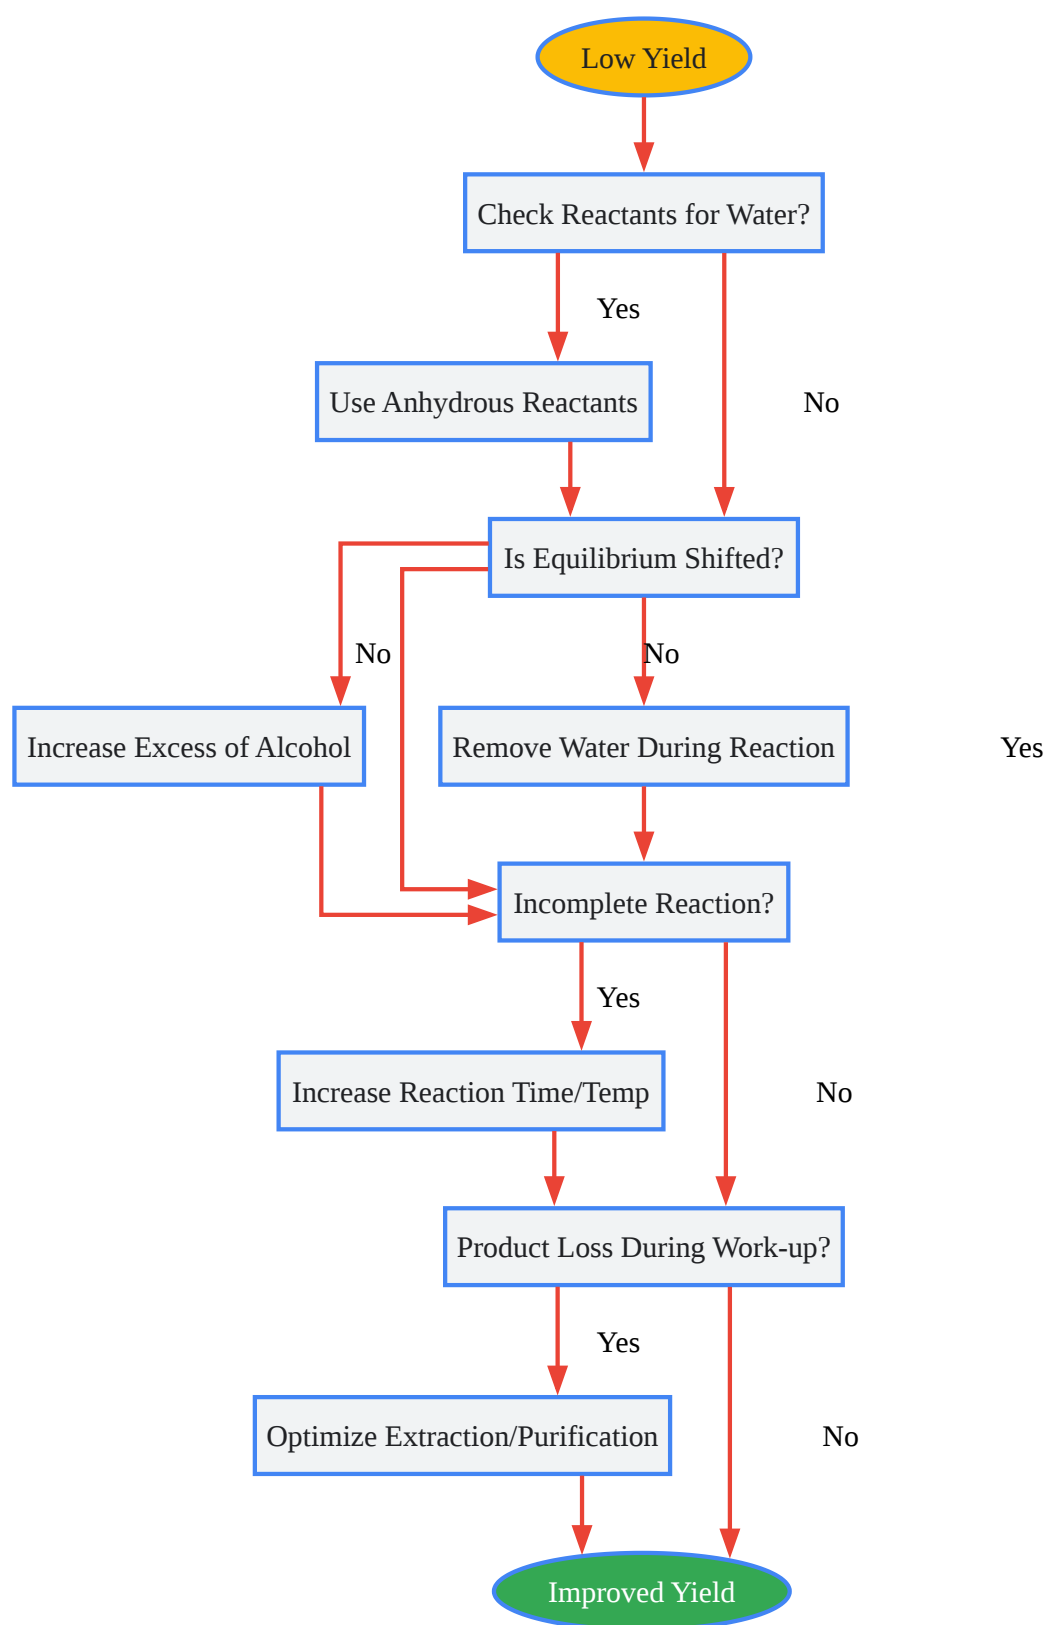 Low Yield
Check Reactants for Water?
Yes
Use Anhydrous Reactants
No
Is Equilibrium Shifted?
No
No
Increase Excess of Alcohol
Remove Water During Reaction
Yes
Incomplete Reaction?
Yes
Increase Reaction Time/Temp
No
Product Loss During Work-up?
Yes
Optimize Extraction/Purification
No
Improved Yield